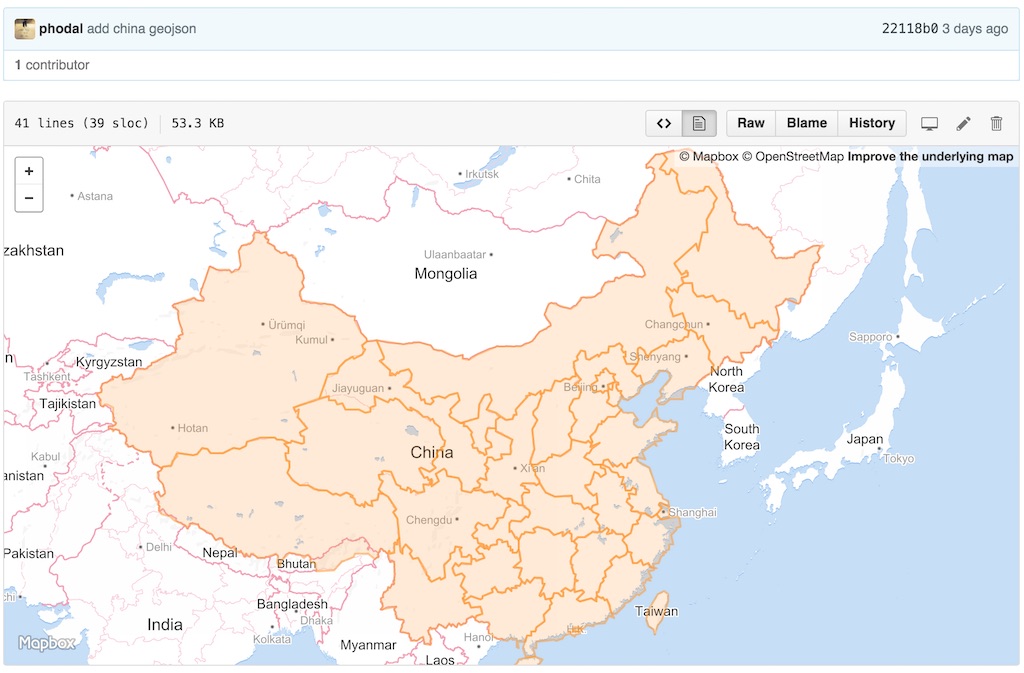 phodal add china geojson 22118b0 3 days ago
1 contributor
41 lines (39 sloc) 53.3 KB Raw Blame History
© Mapbox © OpenStreetMap Improve the underlying map
+
−
Irkutsk
Chita
Astana
zakhstan
Ulaanbaatar
Mongolia
Ürümqi
Kumul
Changchun
Sapporo
Kyrgyzstan
Shenyang
North
Korea
Tashkent
Jiayuguan
Beijing
Tajikistan
Hotan
South
Korea
Japan
Tokyo
Kabul
China
Xi'an
anistan
Shanghai
Chengdu
Pakistan
Delhi
Nepal
Bhutan
chi
Bangladesh
Dhaka
Taiwan
India
Kolkata
Hanoi
Mapbox
Myanmar
Laos